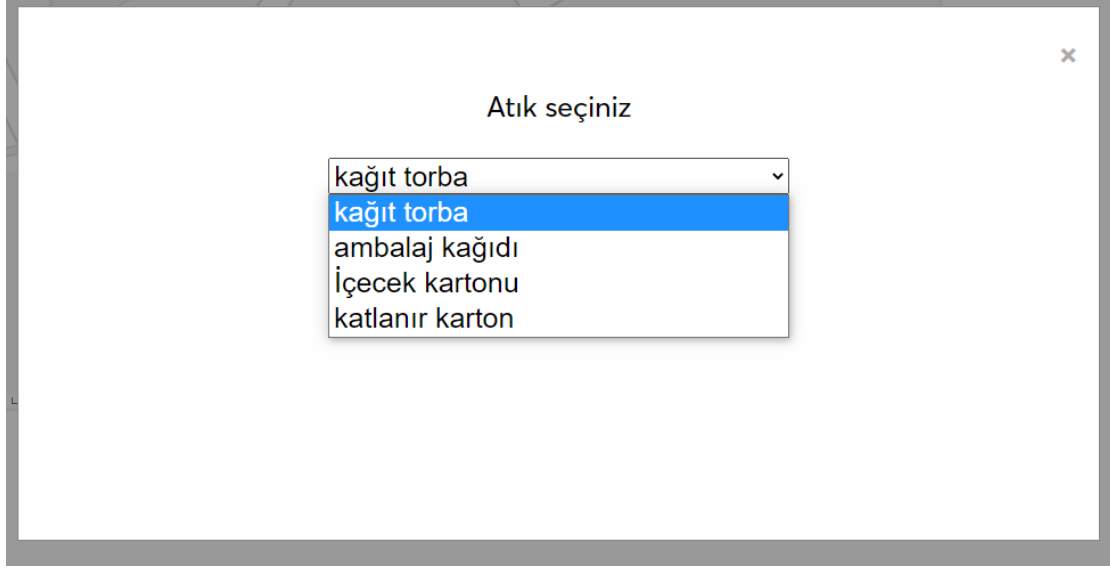 ×
Atık seçiniz
kağıt torba
kağıt torba
ambalaj kağıdı
İçecek kartonu
katlanır karton